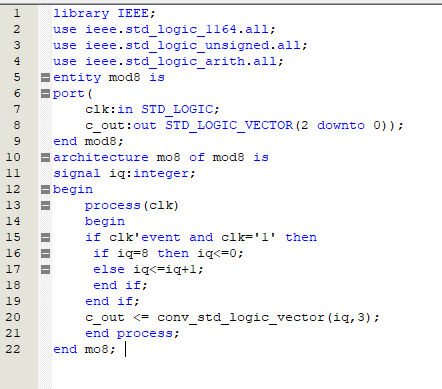 1 library IEEE;
2 use ieee.std_logic_1164.all;
3 use ieee.std_logic_unsigned.all;
4 use ieee.std_logic_arith.all;
5 entity mod8 is
6 port(
7 clk:in STD_LOGIC;
8 c_out:out STD_LOGIC_VECTOR(2 downto 0));
9 end mod8;
10 architecture mo8 of mod8 is
11 signal iq:integer;
12 begin
13 process(clk)
14 begin
15 if clk'event and clk='1' then
16 if iq=8 then iq<=0;
17 else iq<=iq+1;
18 end if;
19 end if;
20 c_out <= conv_std_logic_vector(iq,3);
21 end process;
22 end mo8;